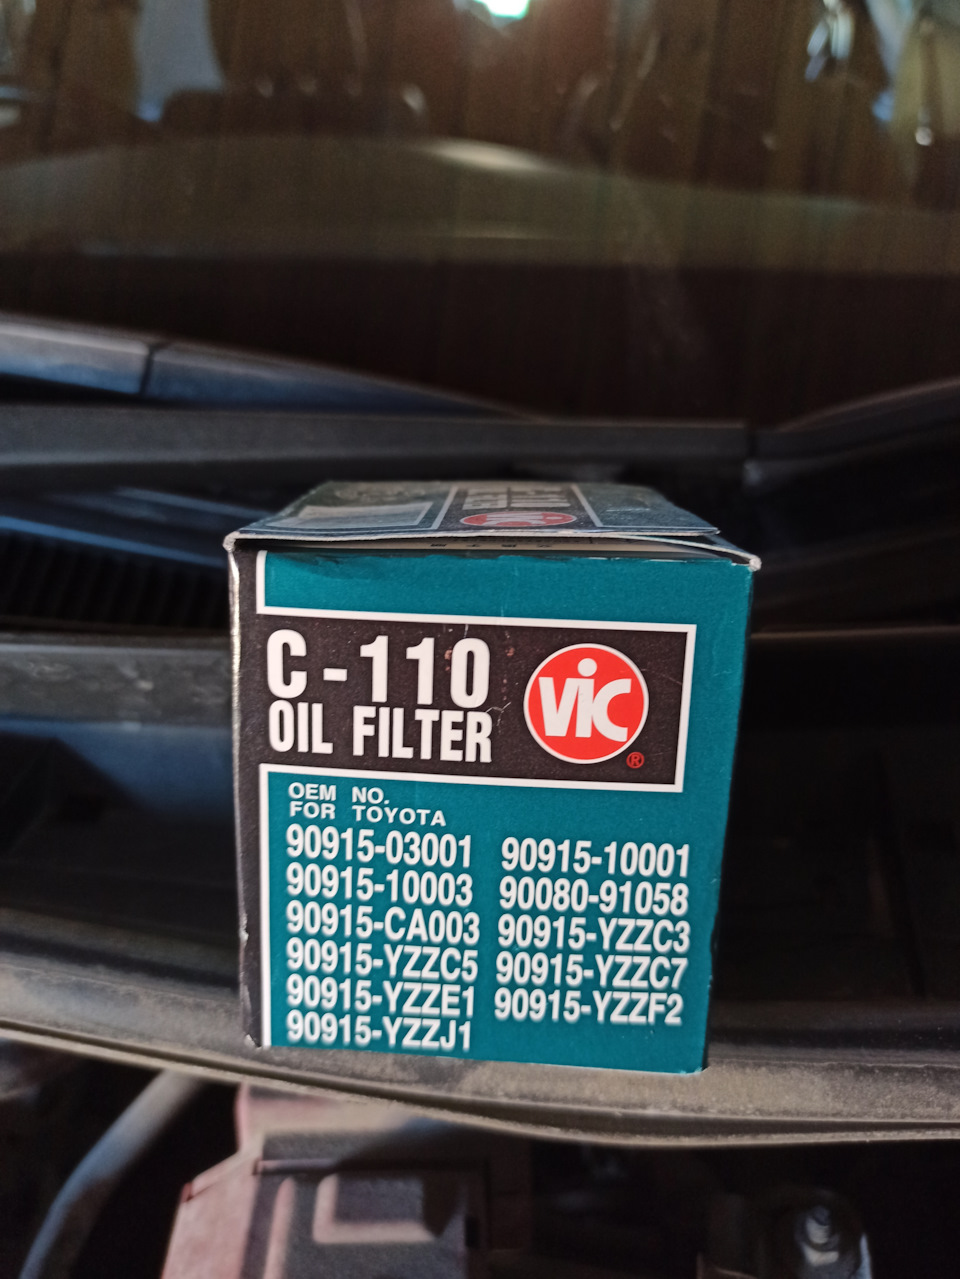 VIC
C-110
OIL FILTER
VIC
®
OEM NO.
FOR TOYOTA
90915-03001 90915-10001
90915-10003 90080-91058
90915-CA003 90915-YZZC3
90915-YZZC5 90915-YZZC7
90915-YZZE1 90915-YZZF2
90915-YZZJ1